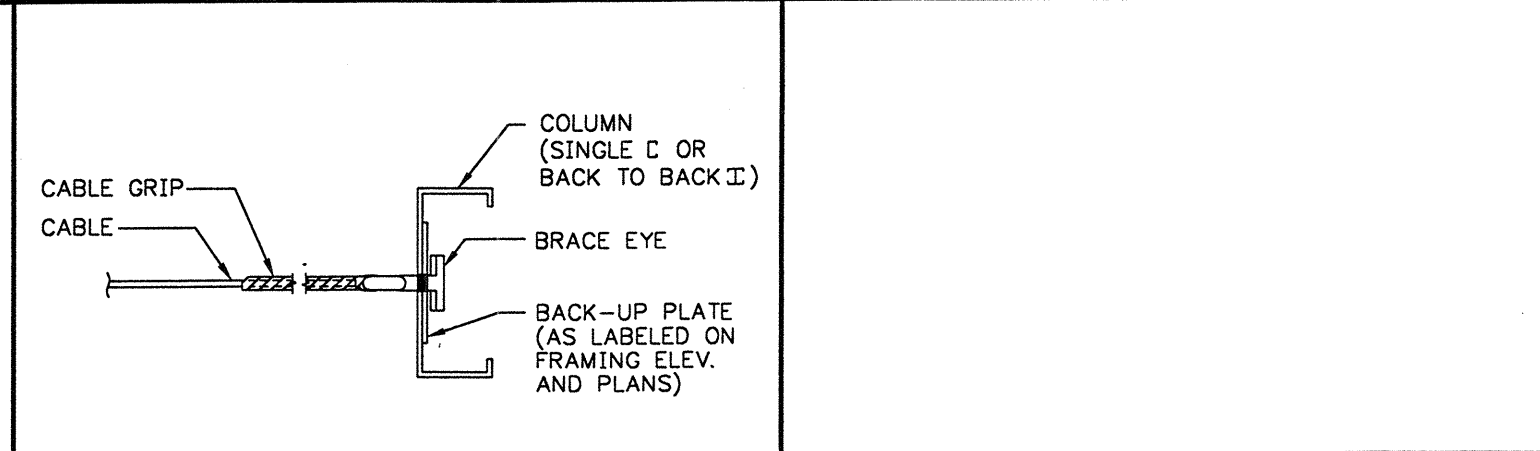 COLUMN
(SINGLE C OR
BACK TO BACK I)
CABLE GRIP
CABLE
BRACE EYE
BACK-UP PLATE
(AS LABELED ON
FRAMING ELEV.
AND PLANS)